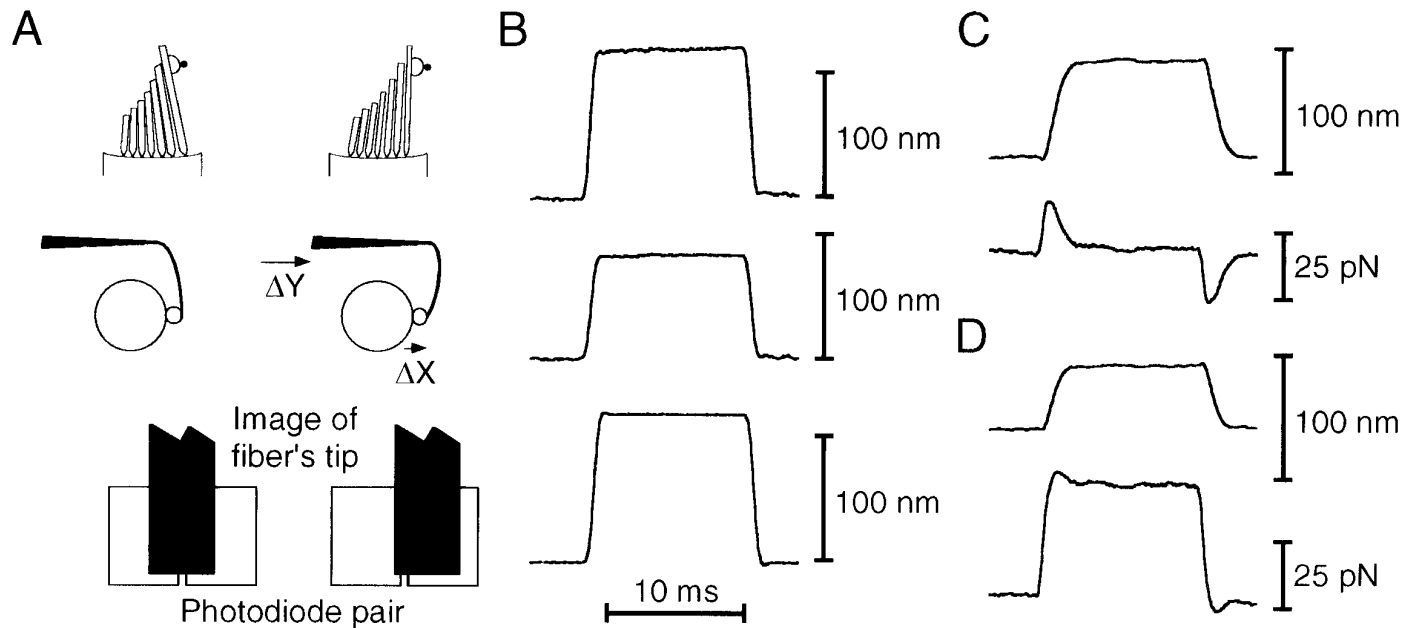 A
ΔY
ΔX
Image of
fiber's tip
Photodiode pair
B
100 nm
100 nm
100 nm
10 ms
C
100 nm
25 pN
D
100 nm
25 pN